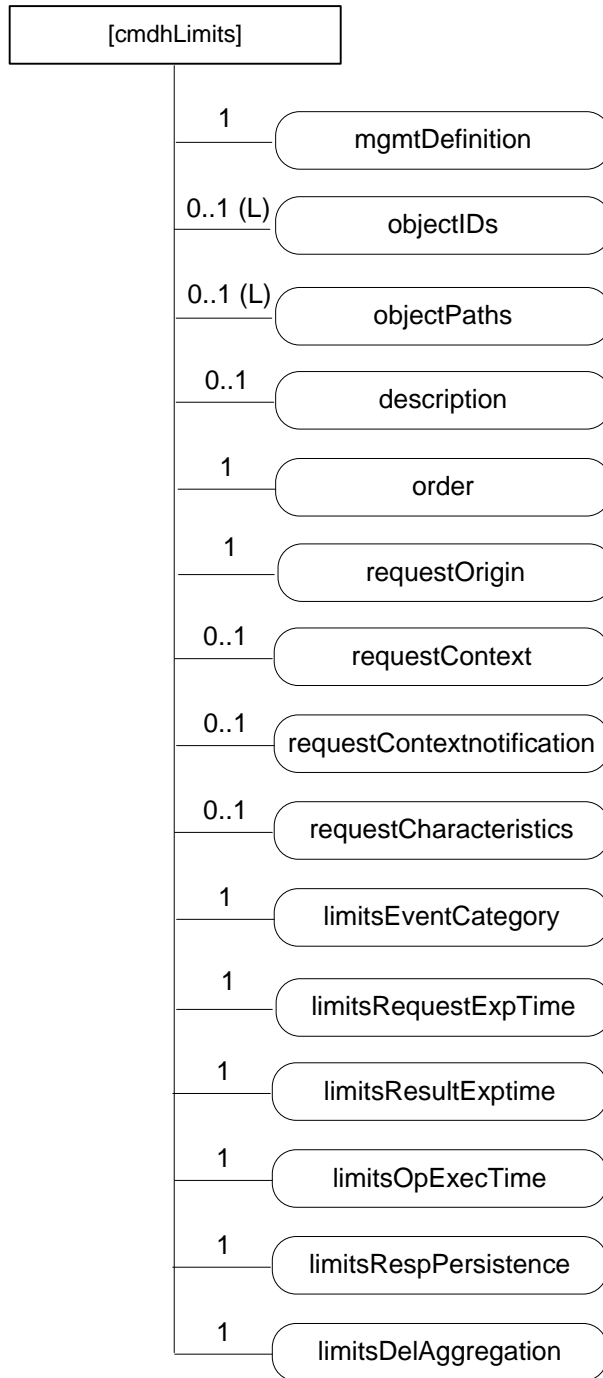 [cmdhLimits]
1
mgmtDefinition
0..1 (L)
objectIDs
0..1 (L)
objectPaths
0..1
description
1
order
1
requestOrigin
0..1
requestContext
0..1
requestContextnotification
0..1
requestCharacteristics
1
limitsEventCategory
1
limitsRequestExpTime
1
limitsResultExptime
1
limitsOpExecTime
1
limitsRespPersistence
1
limitsDelAggregation